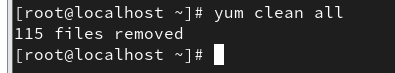 [root@localhost ~]# yum clean all
115 files removed
[root@localhost ~]#